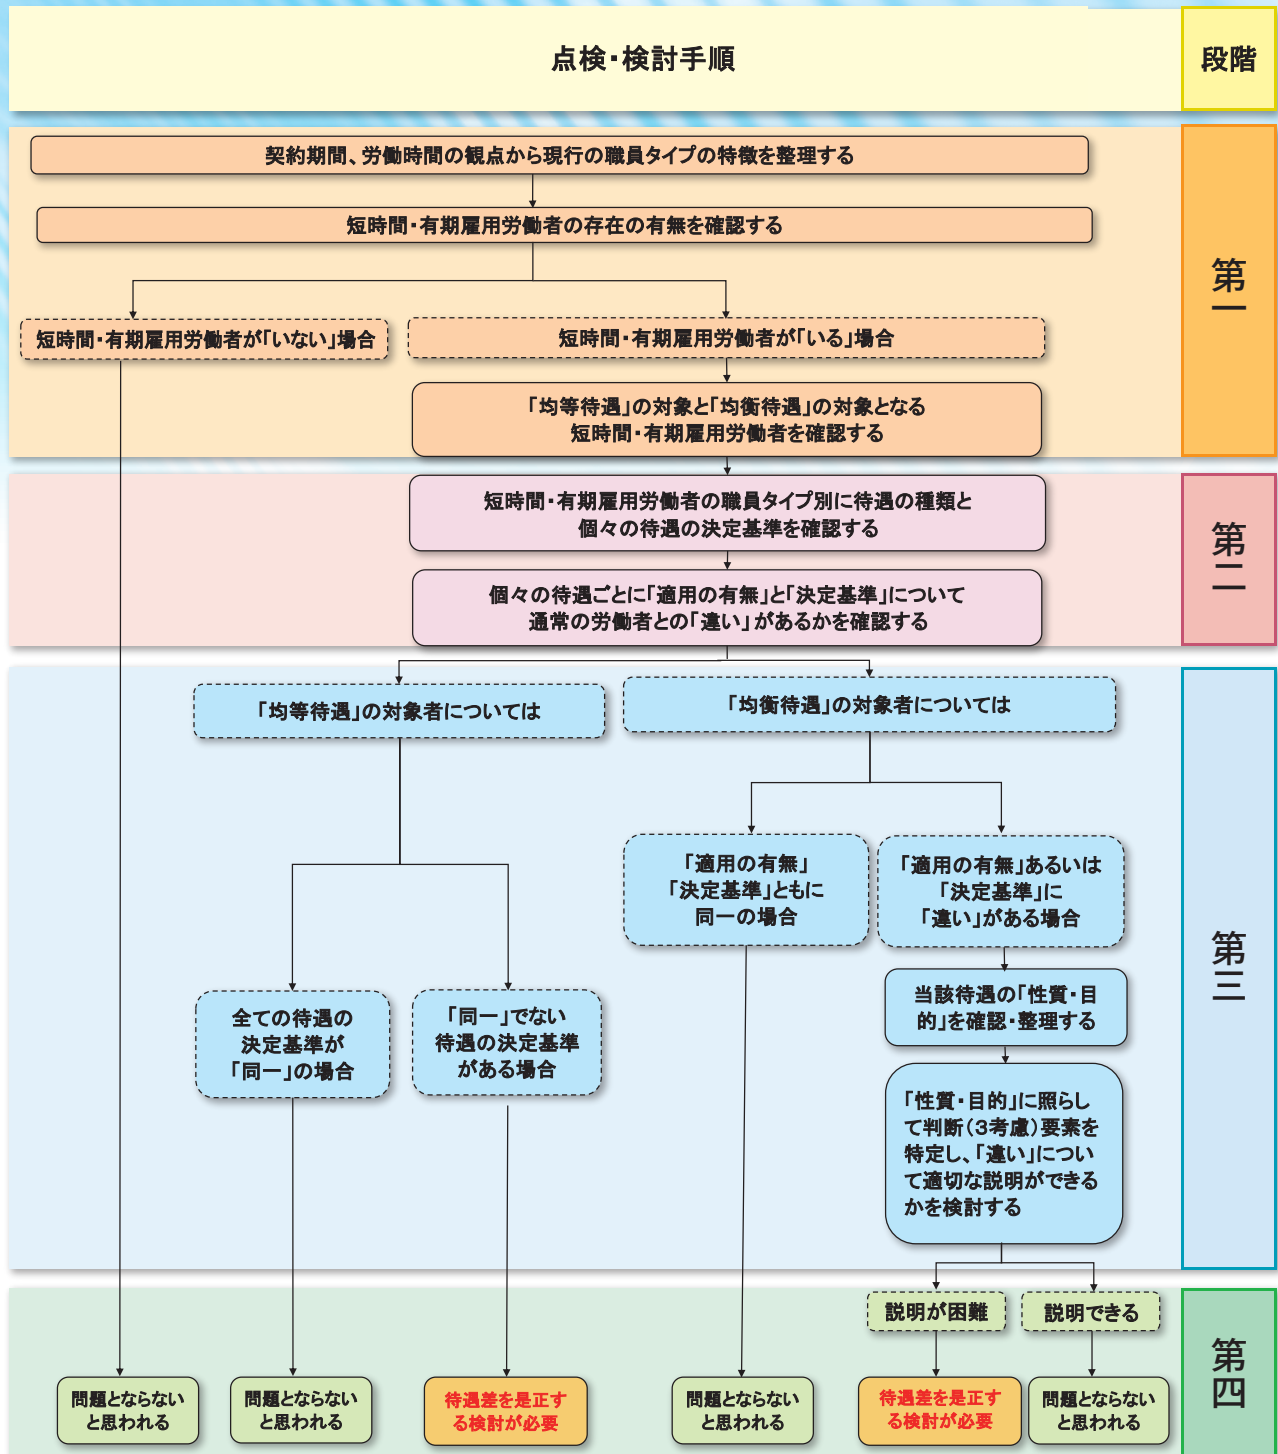 点検・検討手順
段階
契約期間、労働時間の観点から現行の職員タイプの特徴を整理する
短時間・有期雇用労働者の存在の有無を確認する
短時間・有期雇用労働者が「いない」場合
短時間・有期雇用労働者が「いる」場合
「均等待遇」の対象と「均衡待遇」の対象となる
短時間・有期雇用労働者を確認する
第一
短時間・有期雇用労働者の職員タイプ別に待遇の種類と
個々の待遇の決定基準を確認する
個々の待遇ごとに「適用の有無」と「決定基準」について
通常の労働者との「違い」があるかを確認する
第二
「均等待遇」の対象者については
「均衡待遇」の対象者については
「適用の有無」
「決定基準」ともに
同一の場合
「適用の有無」あるいは
「決定基準」に
「違い」がある場合
全ての待遇の
決定基準が
「同一」の場合
「同一」でない
待遇の決定基準
がある場合
当該待遇の「性質・目
的」を確認・整理する
「性質・目的」に照らし
て判断(3考慮)要素を
特定し、「違い」につい
て適切な説明ができる
かを検討する
第三
説明が困難
説明できる
問題とならない
と思われる
問題とならない
と思われる
待遇差を是正す
る検討が必要
問題とならない
と思われる
待遇差を是正す
る検討が必要
問題とならない
と思われる
第四